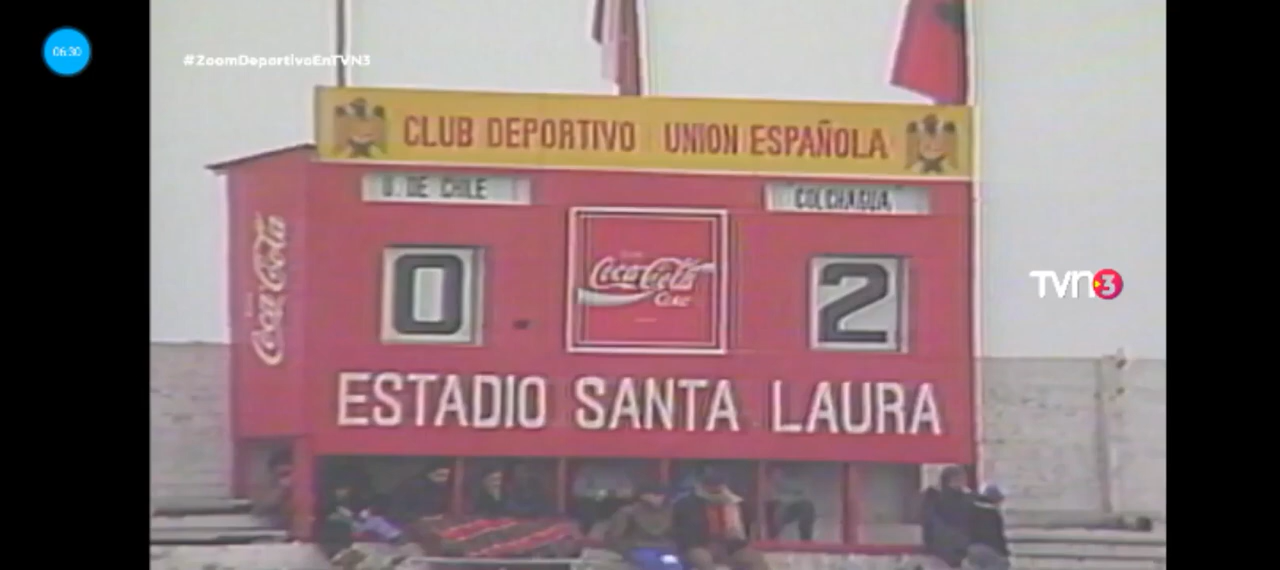 06:30
#ZoomDeportivoEnTVN3
CLUB DEPORTIVO UNION ESPAÑOLA
U. DE CHILE
COLCHAGUA
Coca-Cola
0
Coca-Cola
2
TVN3
ESTADIO SANTA LAURA